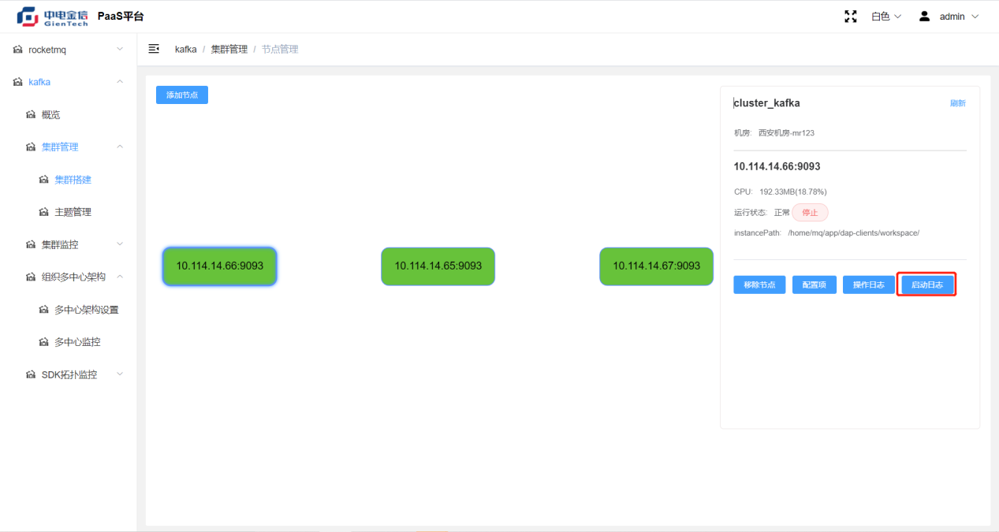 中电金信
GienTech
PaaS平台
白色
admin
rocketmq
kafka
概览
集群管理
集群搭建
主题管理
集群监控
组织多中心架构
多中心架构设置
多中心监控
SDK拓扑监控
kafka / 集群管理 / 节点管理
添加节点
10.114.14.66:9093
10.114.14.65:9093
10.114.14.67:9093
cluster_kafka
刷新
机房: 西安机房-mr123
10.114.14.66:9093
CPU: 192.33MB(18.78%)
运行状态: 正常 停止
instancePath: /home/mq/app/dap-clients/workspace/
移除节点 配置项 操作日志 启动日志